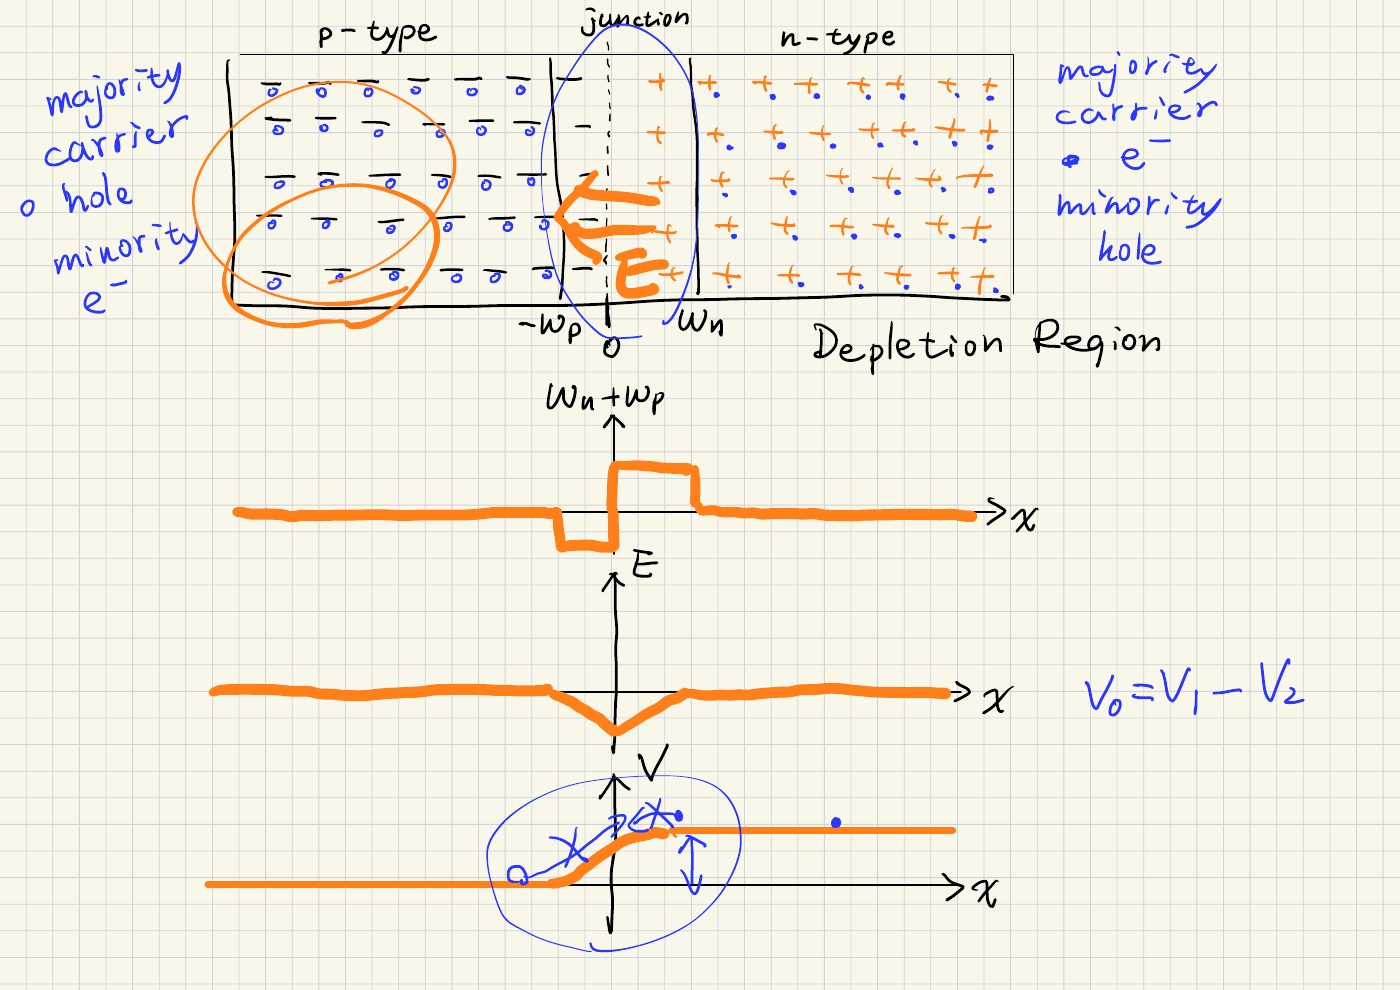 p-type
junction
n-type
majority
carrier
o hole
minority
e⁻
majority
carrier
• e⁻
minority
hole
E
-Wp
0
Wn
Depletion Region
Wn+Wp
x
E
x
V₀=V₁-V₂
V
x